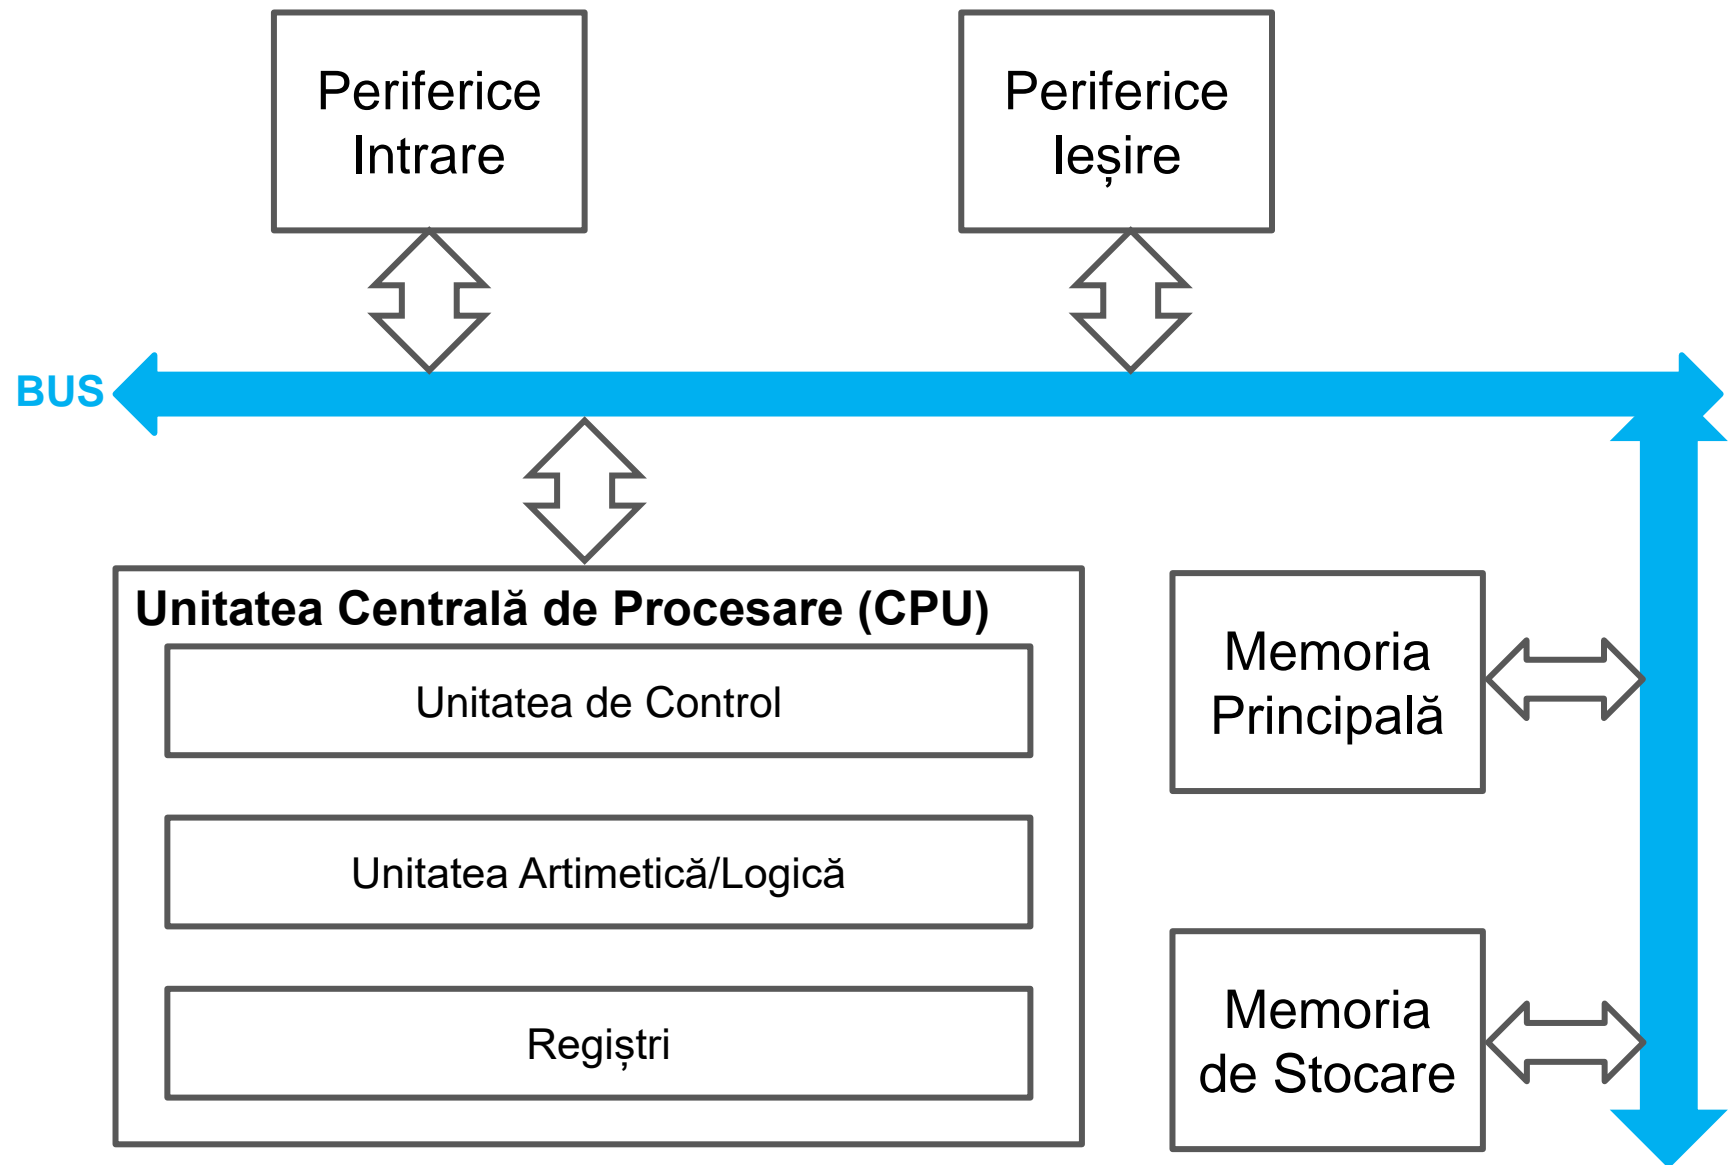 Periferice
Intrare
Periferice
Ieșire
BUS
Unitatea Centrală de Procesare (CPU)
Unitatea de Control
Unitatea Artimetică/Logică
Regiștri
Memoria
Principală
Memoria
de Stocare